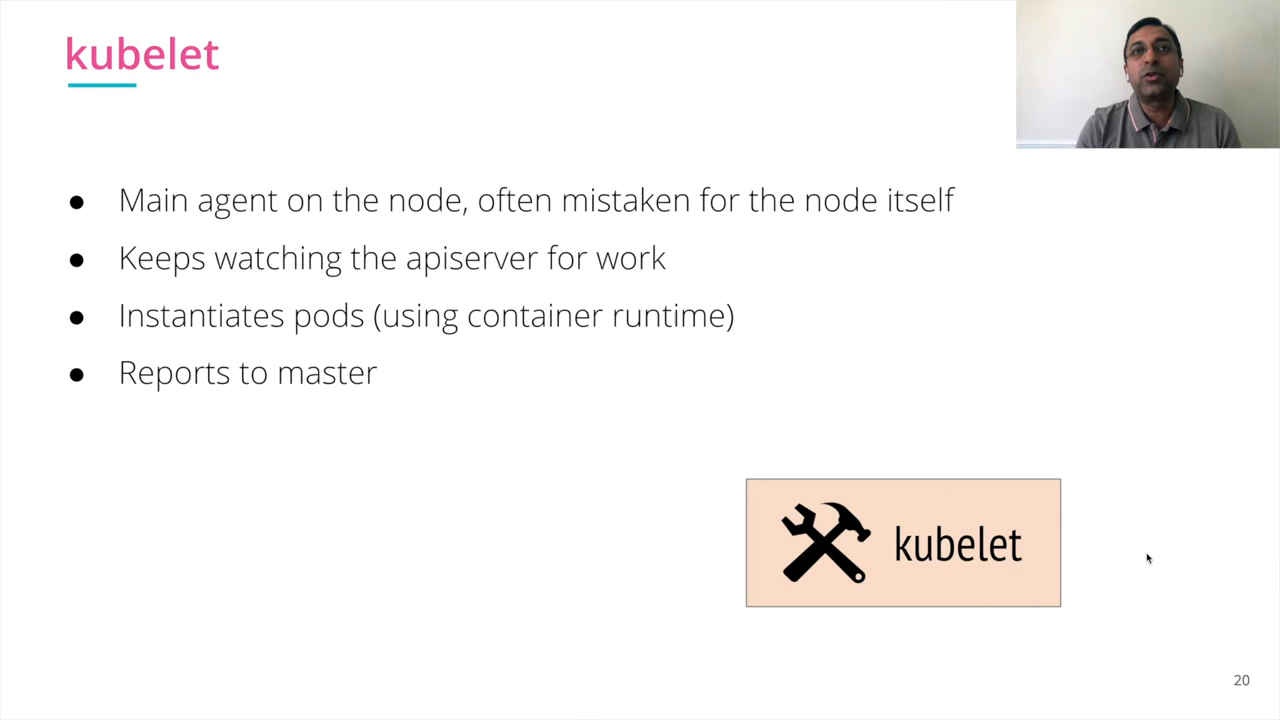 kubelet
● Main agent on the node, often mistaken for the node itself
● Keeps watching the apiserver for work
● Instantiates pods (using container runtime)
● Reports to master
kubelet
20